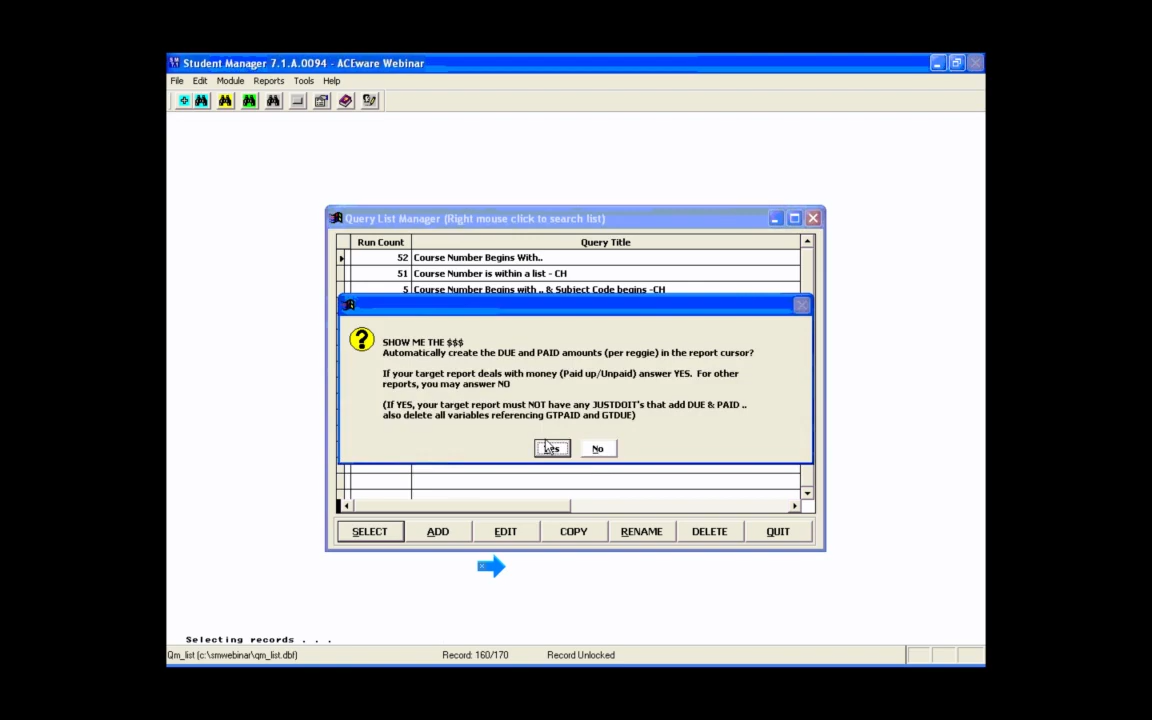 Student Manager 7.1.A.0094 - ACEware Webinar
File Edit Module Reports Tools Help
Query List Manager (Right mouse click to search list)
Run Count Query Title
52 Course Number Begins With..
51 Course Number is within a list - CH
5 Course Number Begins with .. & Subject Code begins -CH
SHOW ME THE $$$
Automatically create the DUE and PAID amounts (per reggie) in the report cursor?
If your target report deals with money (Paid up/Unpaid) answer YES. For other
reports, you may answer NO
(If YES, your target report must NOT have any JUSTDOIT's that add DUE & PAID ..
also delete all variables referencing GTPAID and GTDUE)
Yes No
SELECT ADD EDIT COPY RENAME DELETE QUIT
Selecting records . . .
Qm_list (c:\smwebinar\qm_list.dbf) Record: 160/170 Record Unlocked